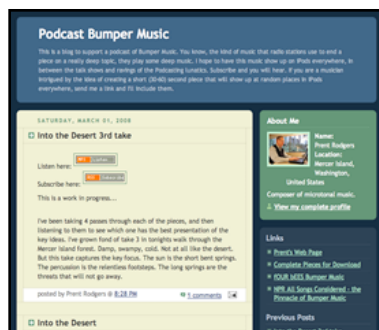 Podcast Bumper Music
This is a blog to support a podcast of Bumper Music. You know, the kind of music that radio stations use to end a
piece on a really deep topic, they play some deep music. I hope to have this music show up on iPods everywhere, in
between the talk shows and ravings of the Podcasting lunatics. Subscribe and you will hear. If you are a musician
intrigued by the idea of creating a short (30-60) second piece that will show up at random places in iPods
everywhere, send me a link and I'll include them.
SATURDAY, MARCH 01, 2008
Into the Desert 3rd take
Listen here:
Subscribe here:
This is a work in progress...
I've been taking 4 passes through each of the pieces, and then
listening to them to see which one has the best presentation of the
key ideas. I've grown fond of take 3 in tonights walk through the
Mercer Island forest. Damp, swampy, cold. Not at all like the desert.
But this take captures the key focus. The sun is the short bent springs.
The percussion is the relentless footsteps. The long springs are the
threats that will not go away.
posted by Prent Rodgers @ 8:28 PM
1 comments
Into the Desert
About Me
Name:
Prent Rodgers
Location:
Mercer Island,
Washington,
United States
Composer of microtonal music.
View my complete profile
Links
Prent's Web Page
Complete Pieces for Download
FOUR bEES Bumper Music
NPR All Songs Considered - the
Pinnacle of Bumper Music
Previous Posts